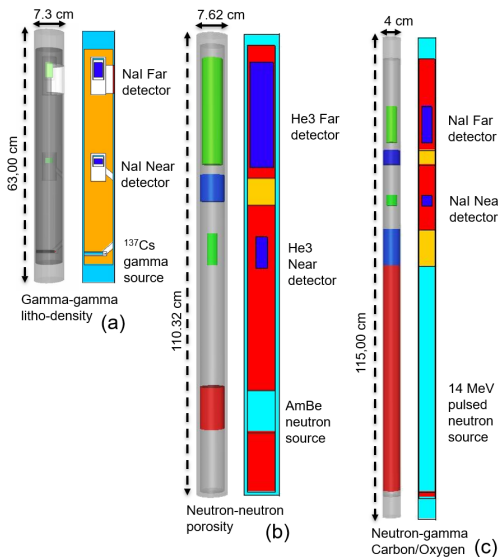 7.3 cm
63,00 cm
NaI Far
detector
NaI Near
detector
137Cs
gamma
source
Gamma-gamma
litho-density
(a)
7.62 cm
110.32 cm
He3 Far
detector
He3
Near
detector
AmBe
neutron
source
Neutron-neutron
porosity
(b)
4 cm
115,00 cm
NaI Far
detector
NaI Nea
detector
14 MeV
pulsed
neutron
source
Neutron-gamma
Carbon/Oxygen
(c)